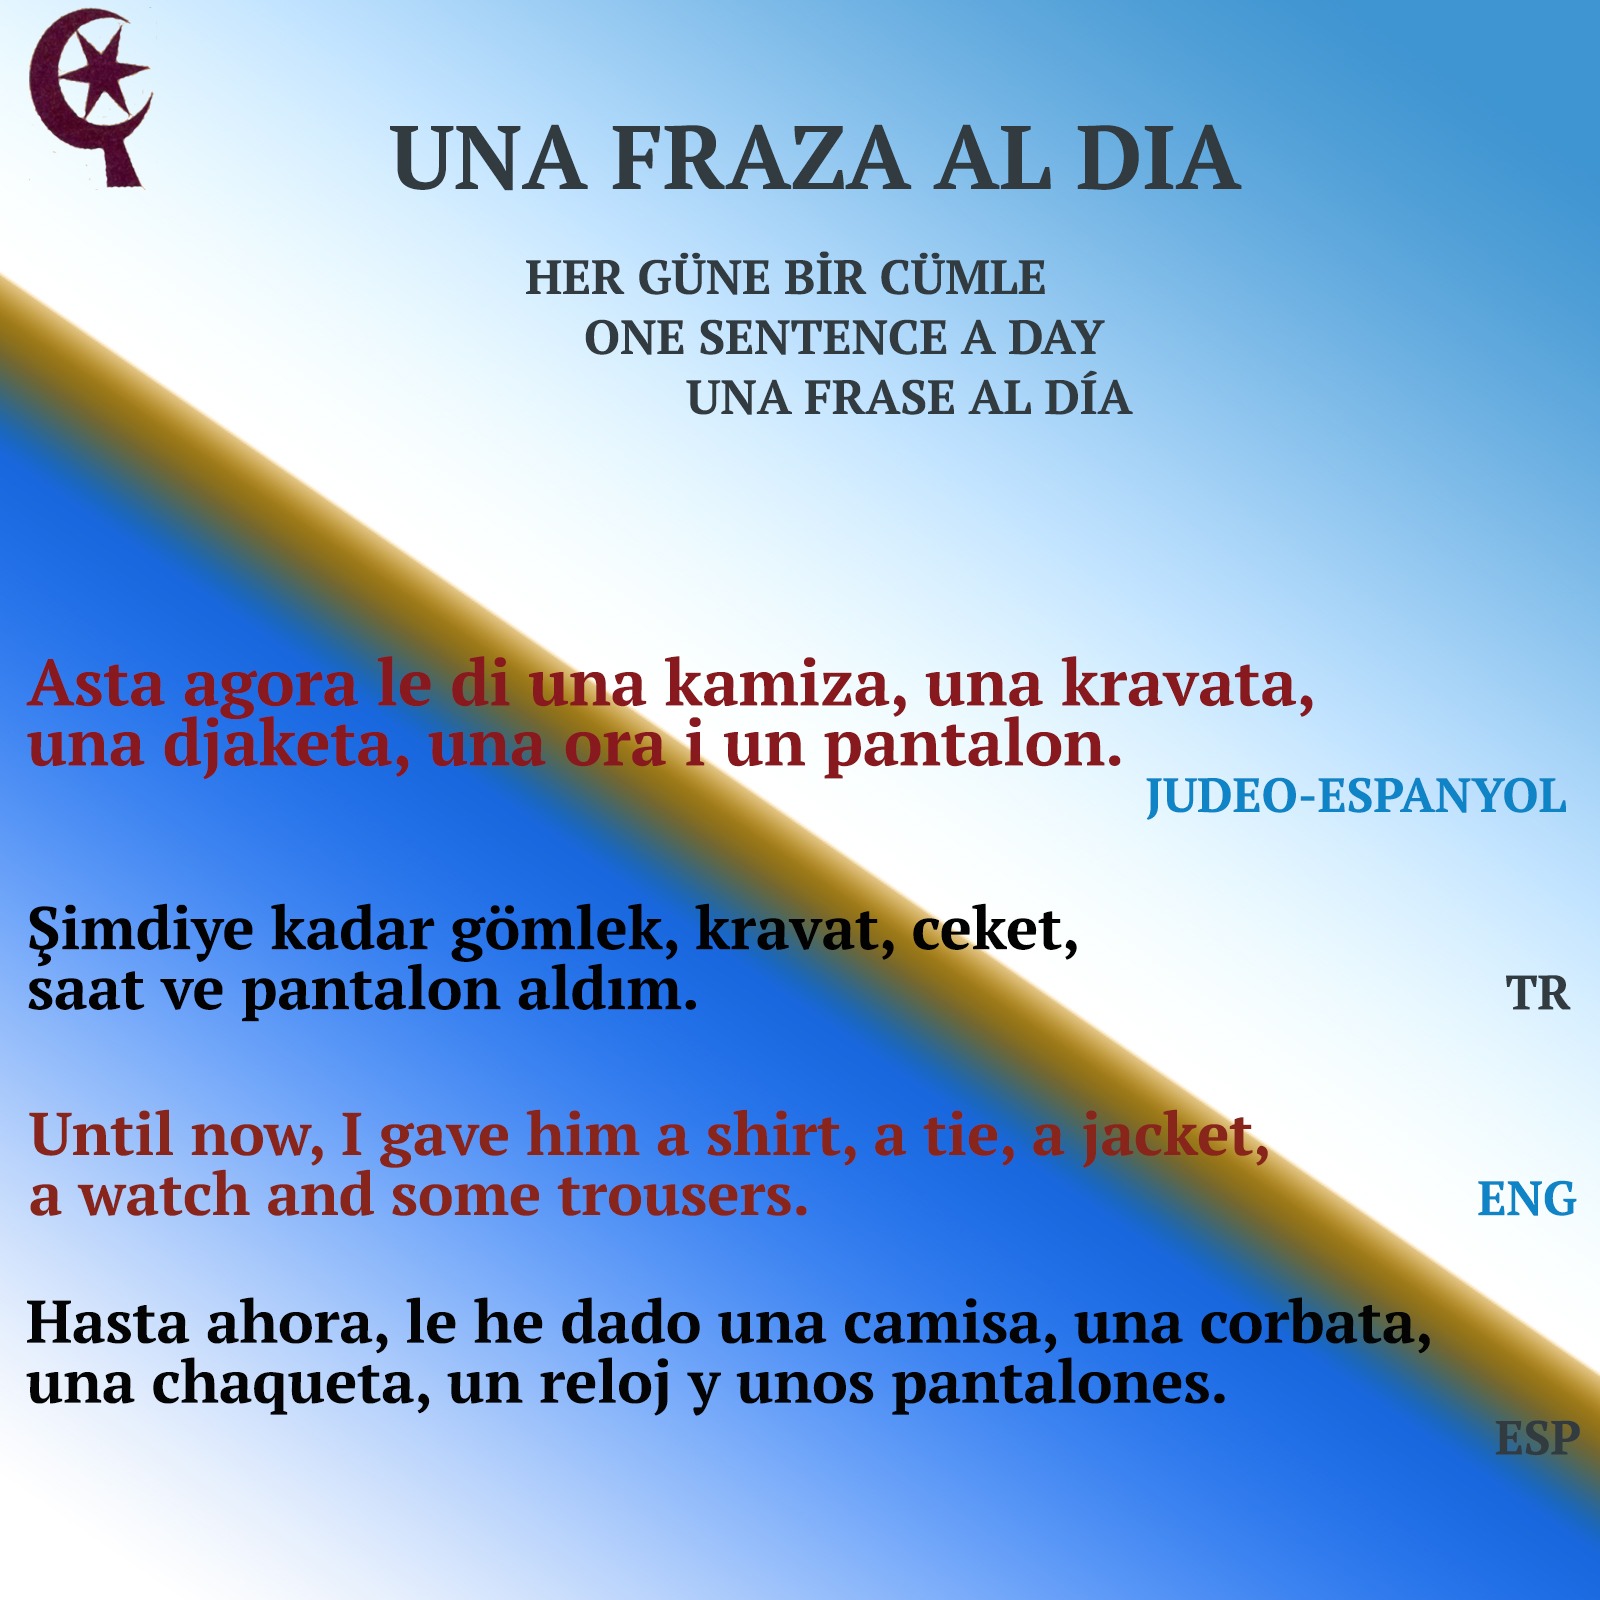 UNA FRAZA AL DIA
HER GÜNE BİR CÜMLE
ONE SENTENCE A DAY
UNA FRASE AL DÍA
Asta agora le di una kamiza, una kravata,
una djaketa, una ora i un pantalon.
JUDEO-ESPANYOL
Şimdiye kadar gömlek, kravat, ceket,
saat ve pantalon aldım.
TR
Until now, I gave him a shirt, a tie, a jacket,
a watch and some trousers.
ENG
Hasta ahora, le he dado una camisa, una corbata,
una chaqueta, un reloj y unos pantalones.
ESP